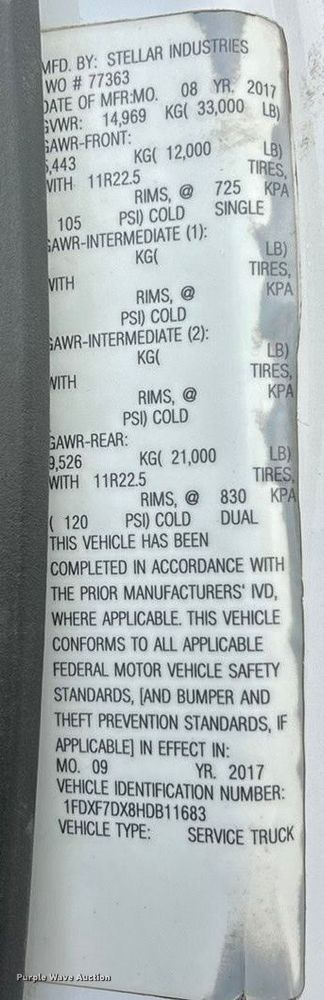 MFD. BY: STELLAR INDUSTRIES
WO # 77363
DATE OF MFR:MO. 08 YR. 2017
GVWR: 14,969 KG( 33,000 LB)
GAWR-FRONT:
5,443 KG( 12,000 LB)
WITH 11R22.5 TIRES,
RIMS, @ 725 KPA
105 PSI) COLD SINGLE
GAWR-INTERMEDIATE (1):
KG( LB)
WITH TIRES,
RIMS, @ KPA
PSI) COLD
GAWR-INTERMEDIATE (2):
KG( LB)
WITH TIRES,
RIMS, @ KPA
PSI) COLD
GAWR-REAR:
9,526 KG( 21,000 LB)
WITH 11R22.5 TIRES,
RIMS, @ 830 KPA
( 120 PSI) COLD DUAL
THIS VEHICLE HAS BEEN
COMPLETED IN ACCORDANCE WITH
THE PRIOR MANUFACTURERS' IVD,
WHERE APPLICABLE. THIS VEHICLE
CONFORMS TO ALL APPLICABLE
FEDERAL MOTOR VEHICLE SAFETY
STANDARDS, [AND BUMPER AND
THEFT PREVENTION STANDARDS, IF
APPLICABLE] IN EFFECT IN:
MO. 09 YR. 2017
VEHICLE IDENTIFICATION NUMBER:
1FDXF7DX8HDB11683
VEHICLE TYPE: SERVICE TRUCK
Purple Wave Auction